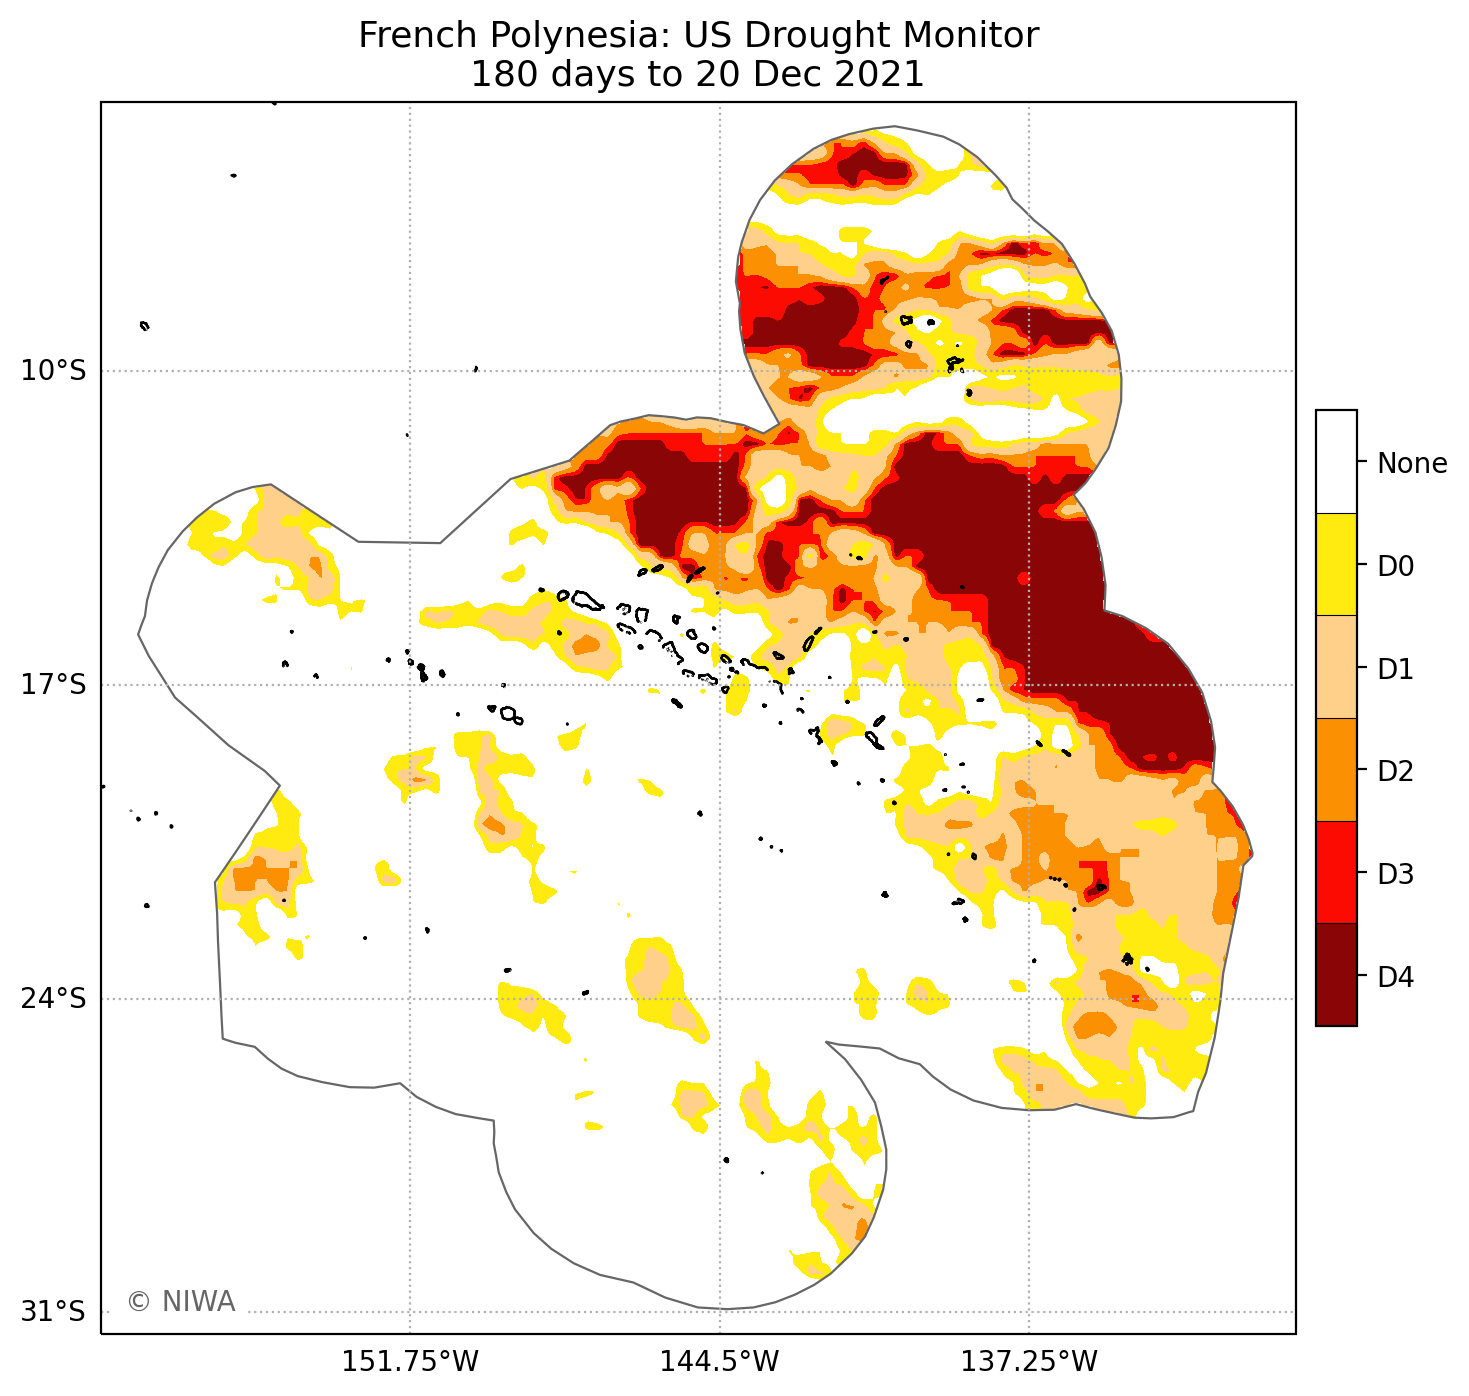 French Polynesia: US Drought Monitor
180 days to 20 Dec 2021
10°S
17°S
24°S
31°S
151.75°W
144.5°W
137.25°W
None
D0
D1
D2
D3
D4
© NIWA